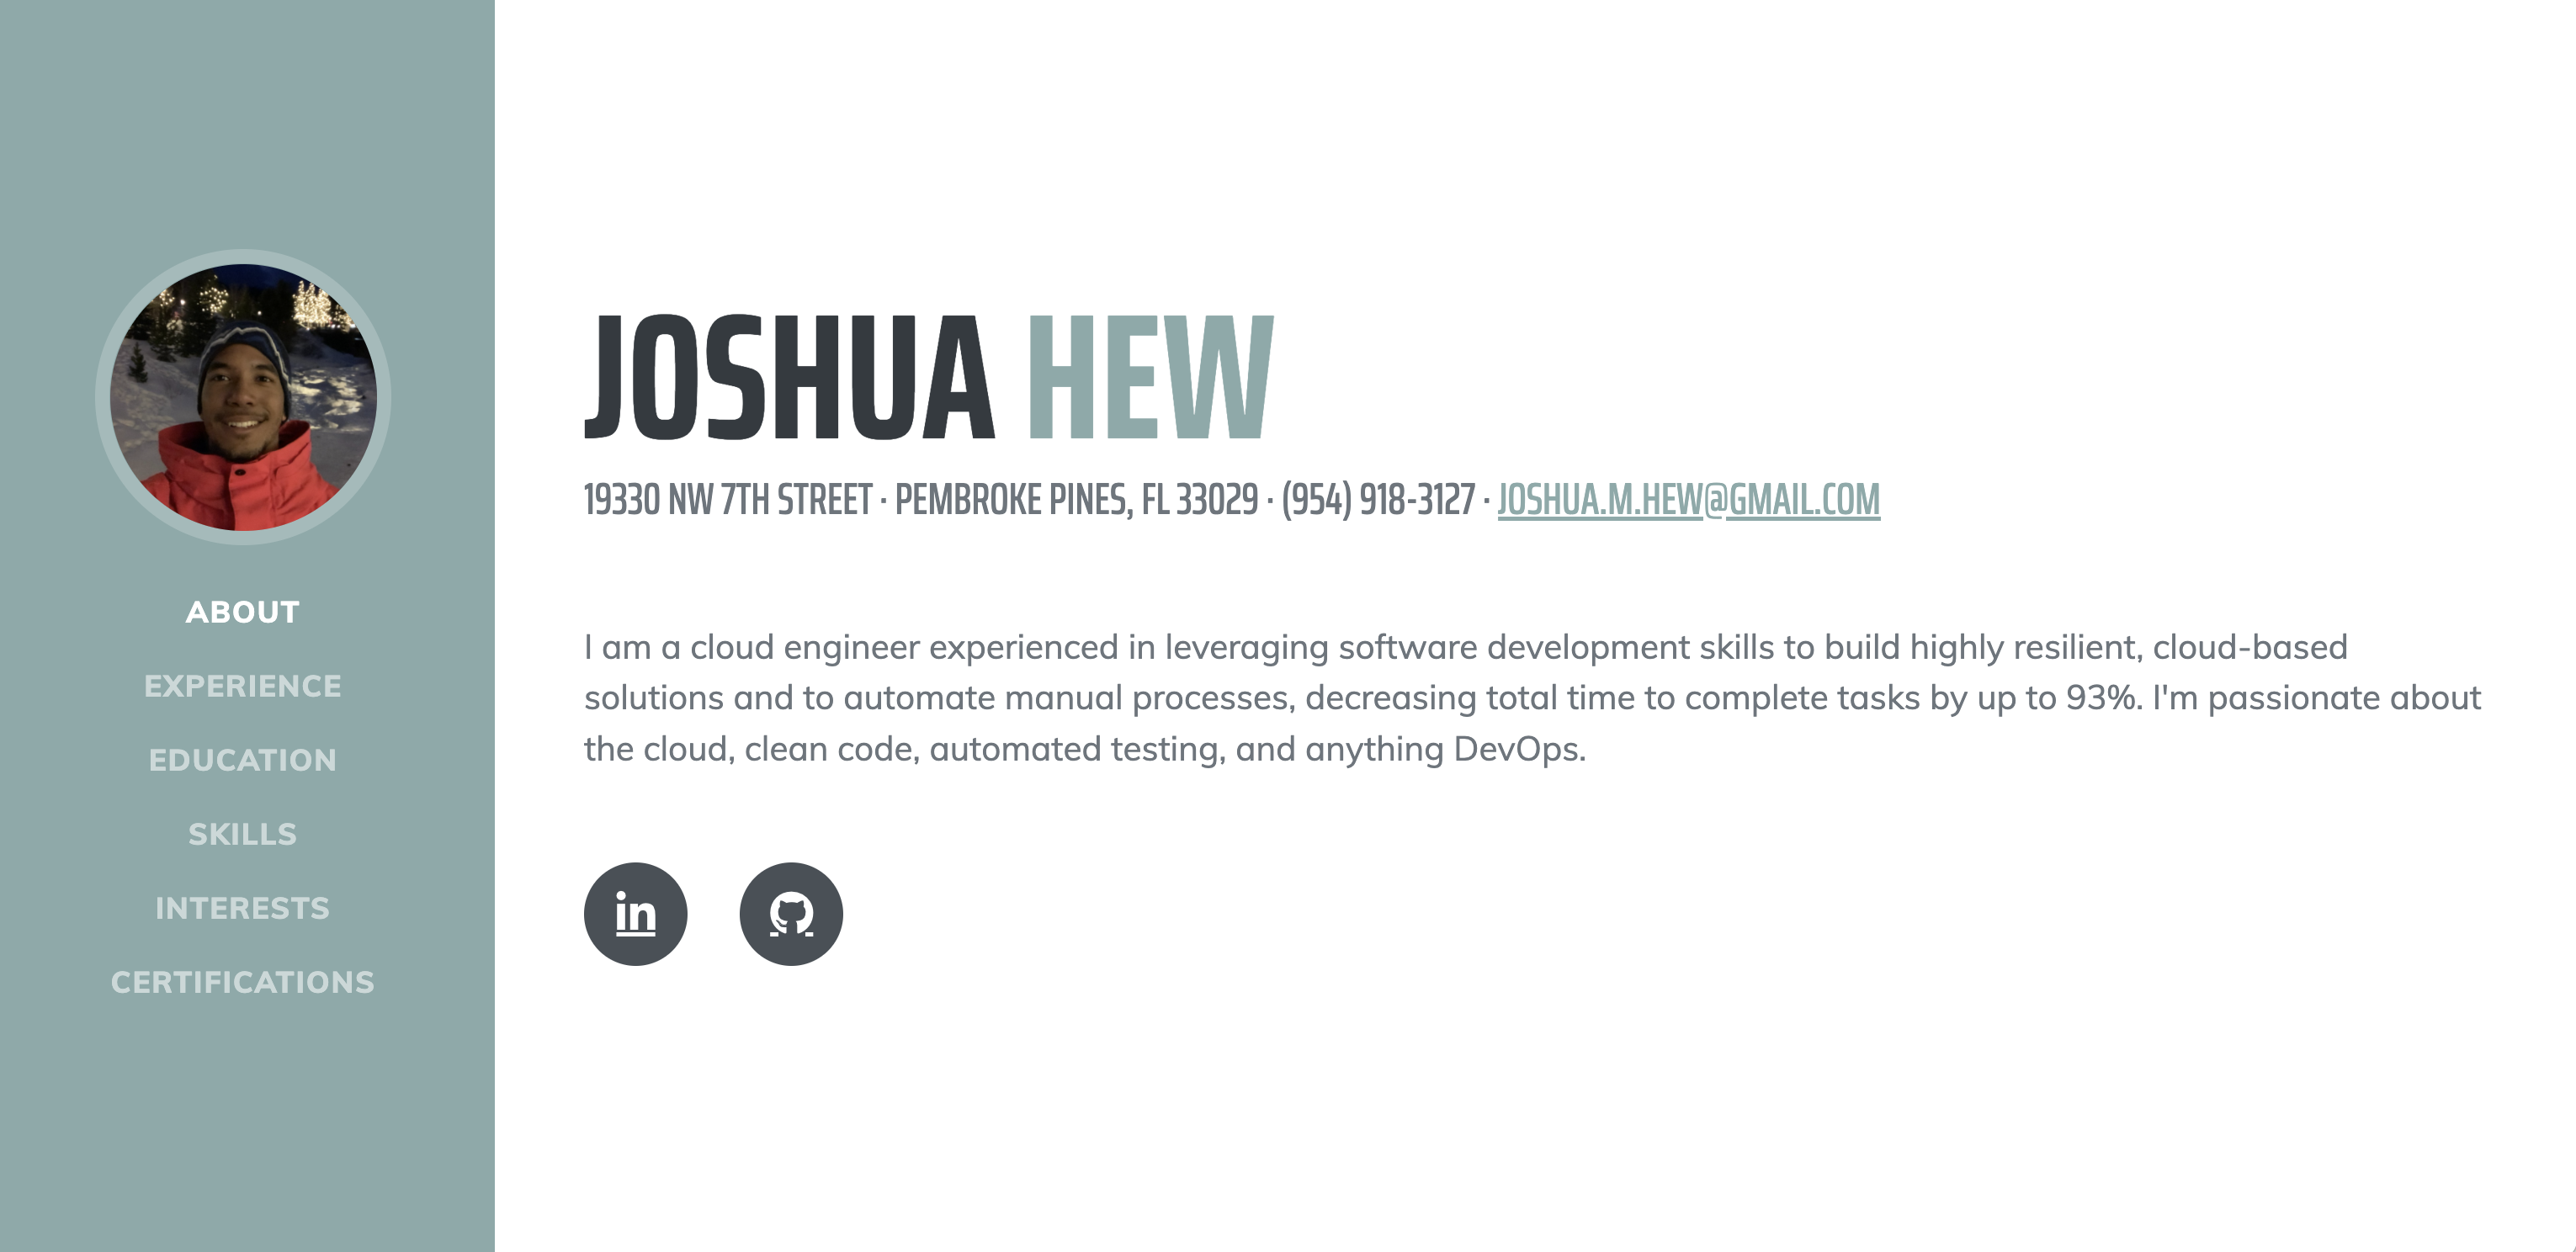 ABOUT
EXPERIENCE
EDUCATION
SKILLS
INTERESTS
CERTIFICATIONS
JOSHUA HEW
19330 NW 7TH STREET · PEMBROKE PINES, FL 33029 · (954) 918-3127 · JOSHUA.M.HEW@GMAIL.COM
I am a cloud engineer experienced in leveraging software development skills to build highly resilient, cloud-based
solutions and to automate manual processes, decreasing total time to complete tasks by up to 93%. I'm passionate about
the cloud, clean code, automated testing, and anything DevOps.
in